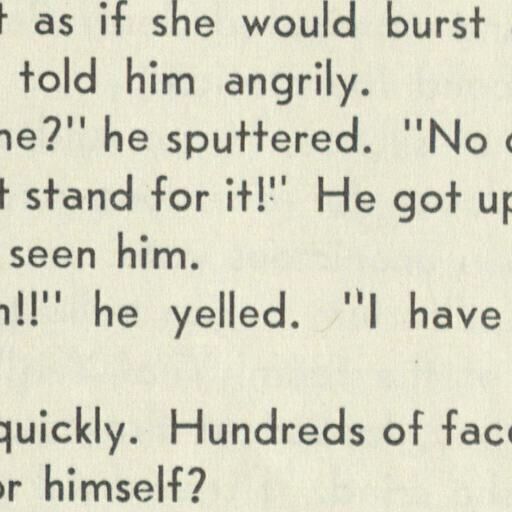 t as if she would burst
told him angrily.
ne?" he sputtered. "No
t stand for it!" He got up
seen him.
n!!" he yelled. "I have
quickly. Hundreds of face
or himself?